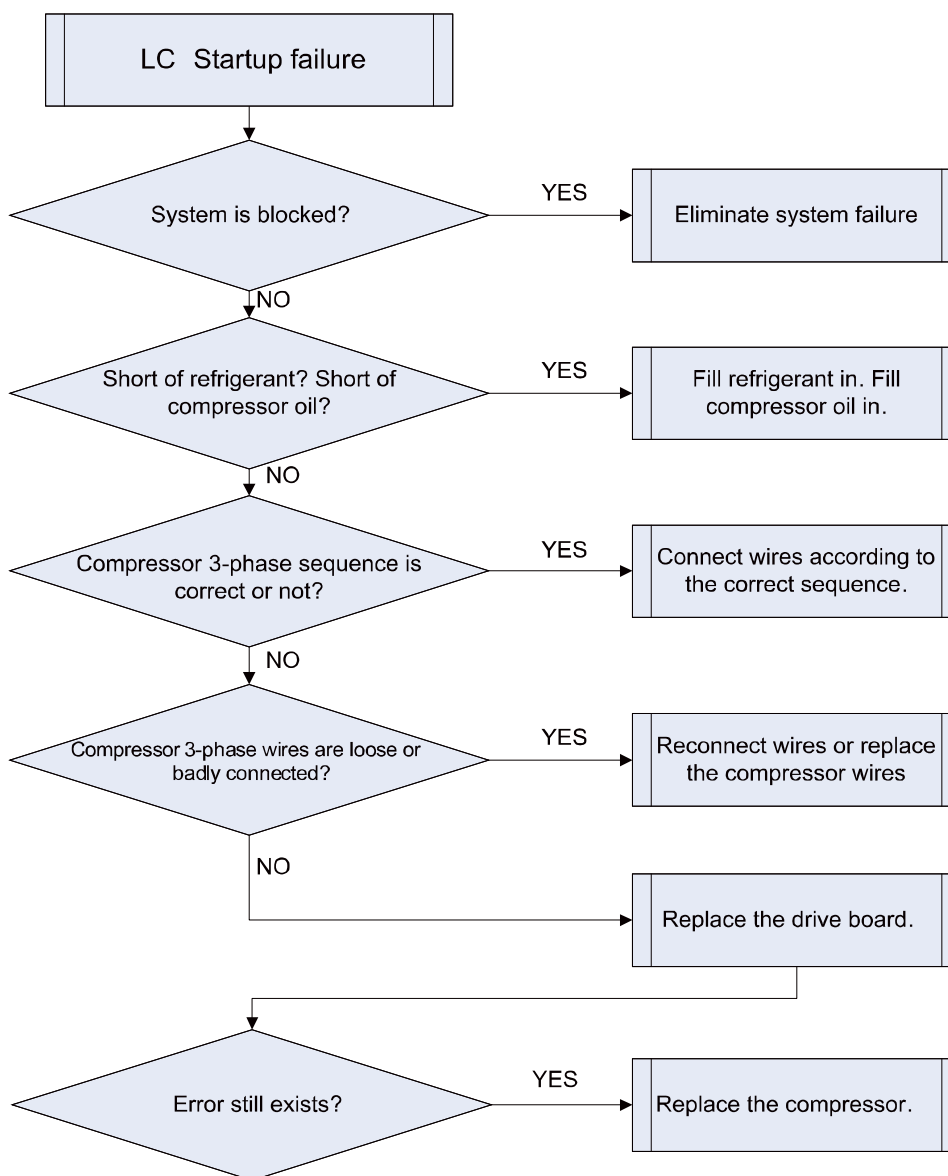 LC Startup failure
System is blocked?
YES
Eliminate system failure
NO
Short of refrigerant? Short of
compressor oil?
YES
Fill refrigerant in. Fill
compressor oil in.
NO
Compressor 3-phase sequence is
correct or not?
YES
Connect wires according to
the correct sequence.
NO
Compressor 3-phase wires are loose or
badly connected?
YES
Reconnect wires or replace
the compressor wires
NO
Replace the drive board.
Error still exists?
YES
Replace the compressor.